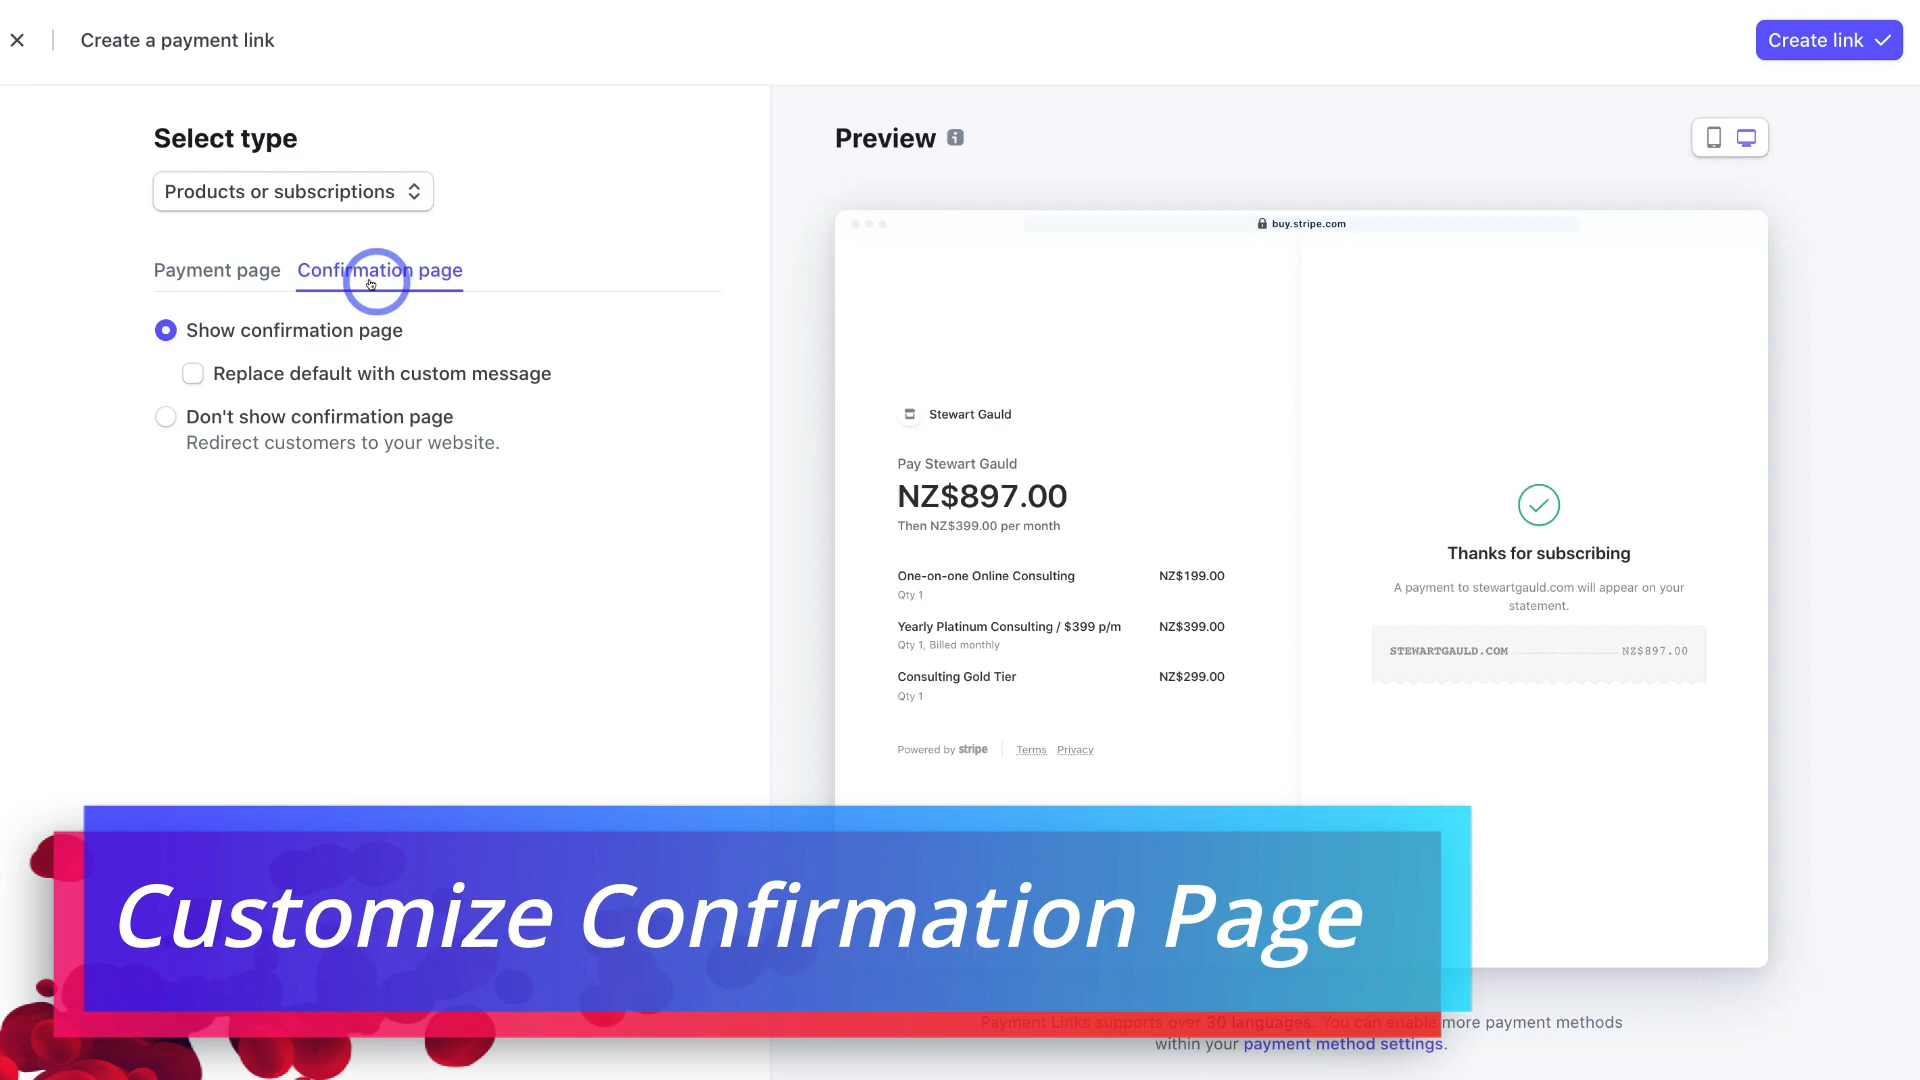 Create a payment link
Create link
Select type
Products or subscriptions
Payment page
Confirmation page
Show confirmation page
Replace default with custom message
Don't show confirmation page
Redirect customers to your website.
Preview
buy.stripe.com
Stewart Gauld
Pay Stewart Gauld
NZ$897.00
Then NZ$399.00 per month
One-on-one Online Consulting NZ$199.00
Qty 1
Yearly Platinum Consulting / $399 p/m NZ$399.00
Qty 1, Billed monthly
Consulting Gold Tier NZ$299.00
Qty 1
Powered by stripe Terms Privacy
Thanks for subscribing
A payment to stewartgauld.com will appear on your
statement.
STEWARTGAULD.COM NZ$897.00
Customize Confirmation Page
Payment Links supports over 30 languages. You can enable more payment methods
within your payment method settings.